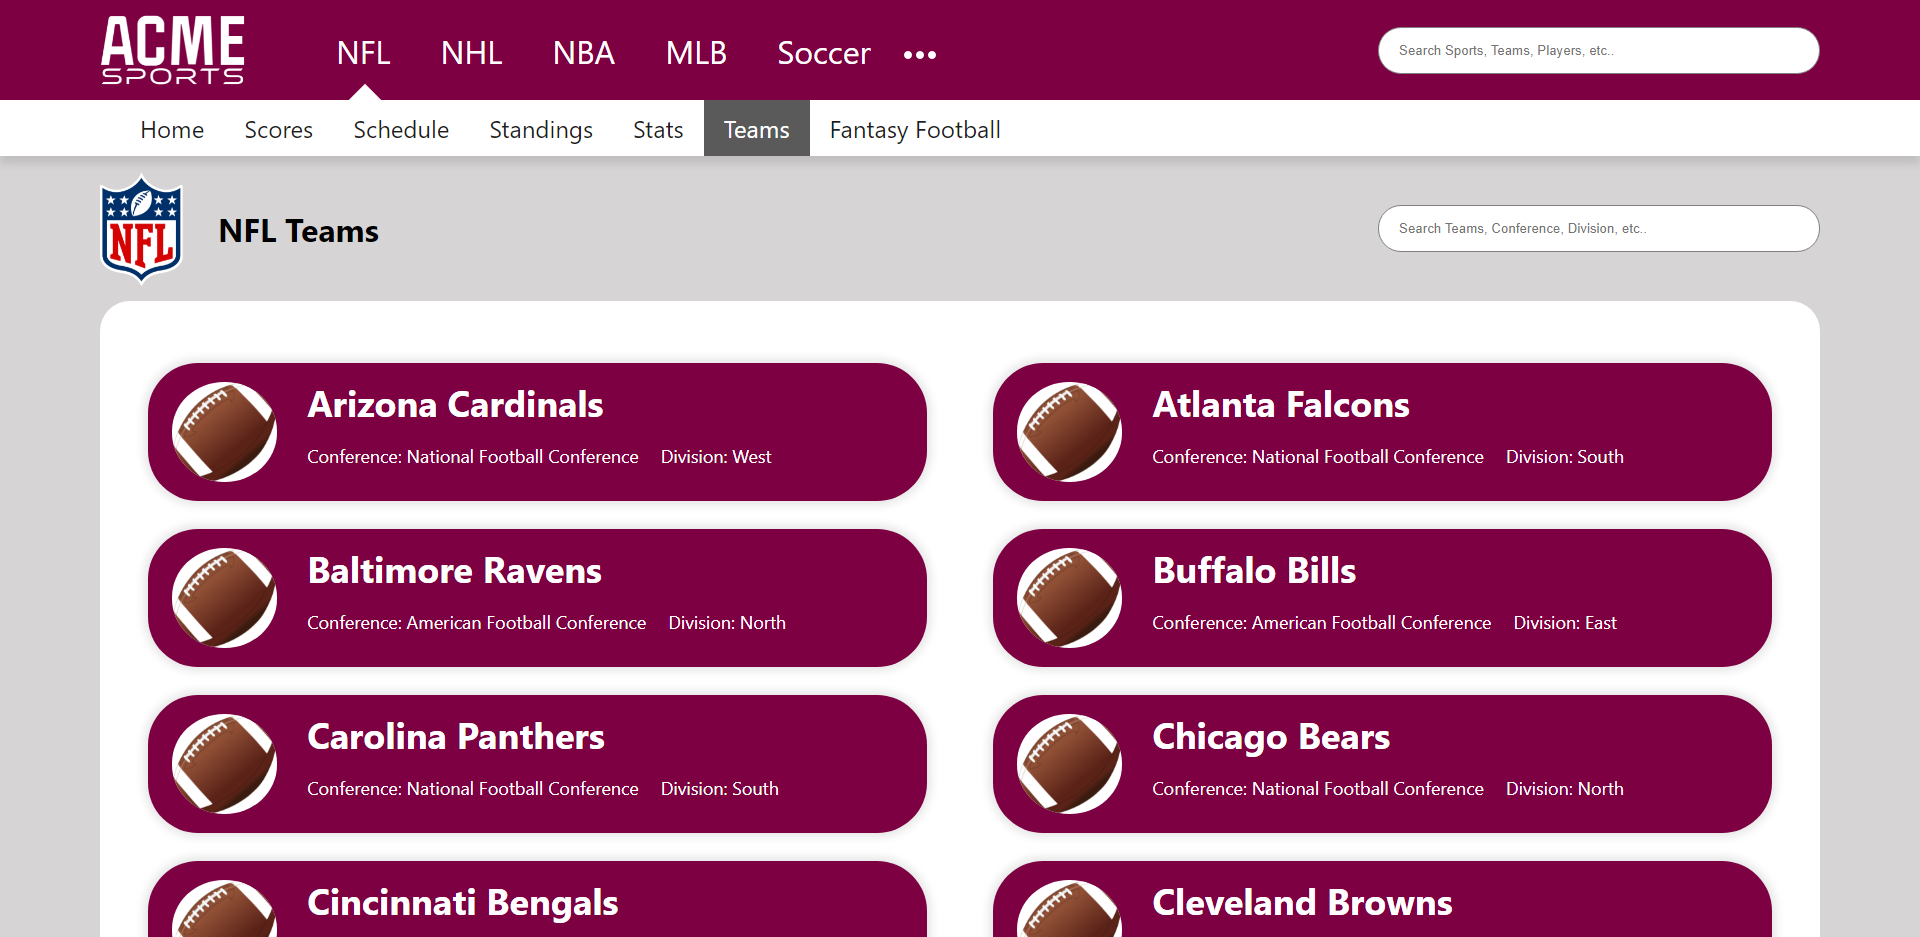 ACME
SPORTS
NFL NHL NBA MLB Soccer •••
Search Sports, Teams, Players, etc..
Home Scores Schedule Standings Stats Teams Fantasy Football
NFL
NFL Teams
Search Teams, Conference, Division, etc..
Arizona Cardinals
Conference: National Football Conference Division: West
Atlanta Falcons
Conference: National Football Conference Division: South
Baltimore Ravens
Conference: American Football Conference Division: North
Buffalo Bills
Conference: American Football Conference Division: East
Carolina Panthers
Conference: National Football Conference Division: South
Chicago Bears
Conference: National Football Conference Division: North
Cincinnati Bengals
Cleveland Browns